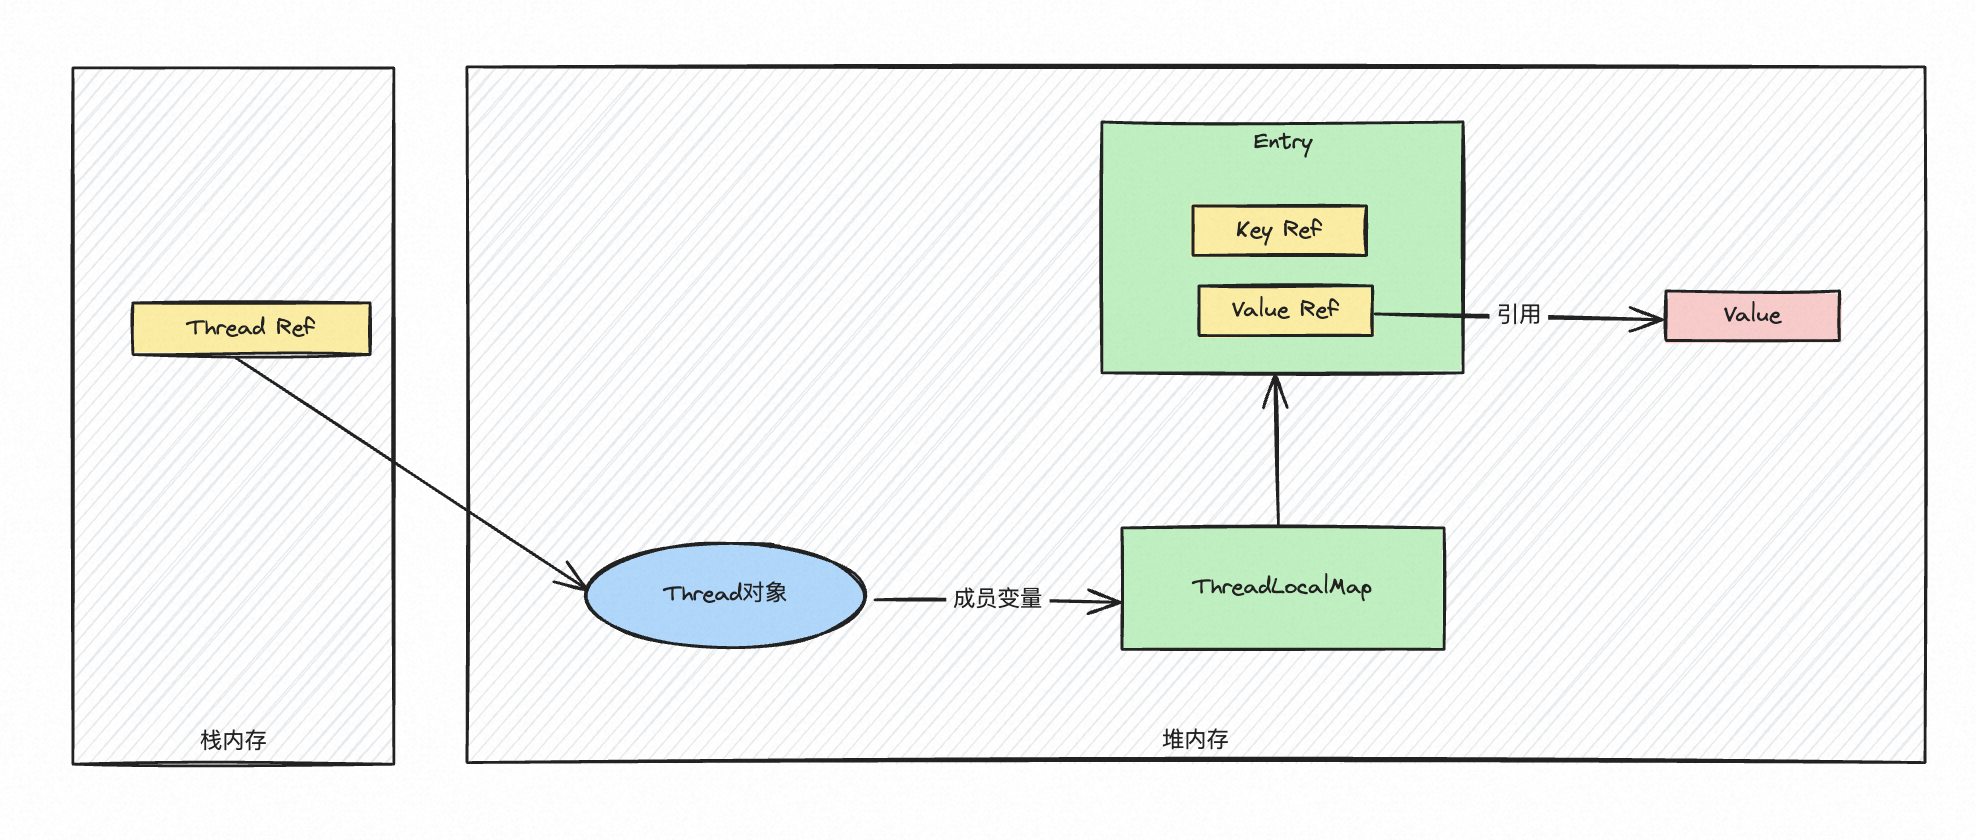 Entry
Key Ref
Value Ref
引用
Value
Thread Ref
Thread对象
成员变量
ThreadLocalMap
栈内存
堆内存